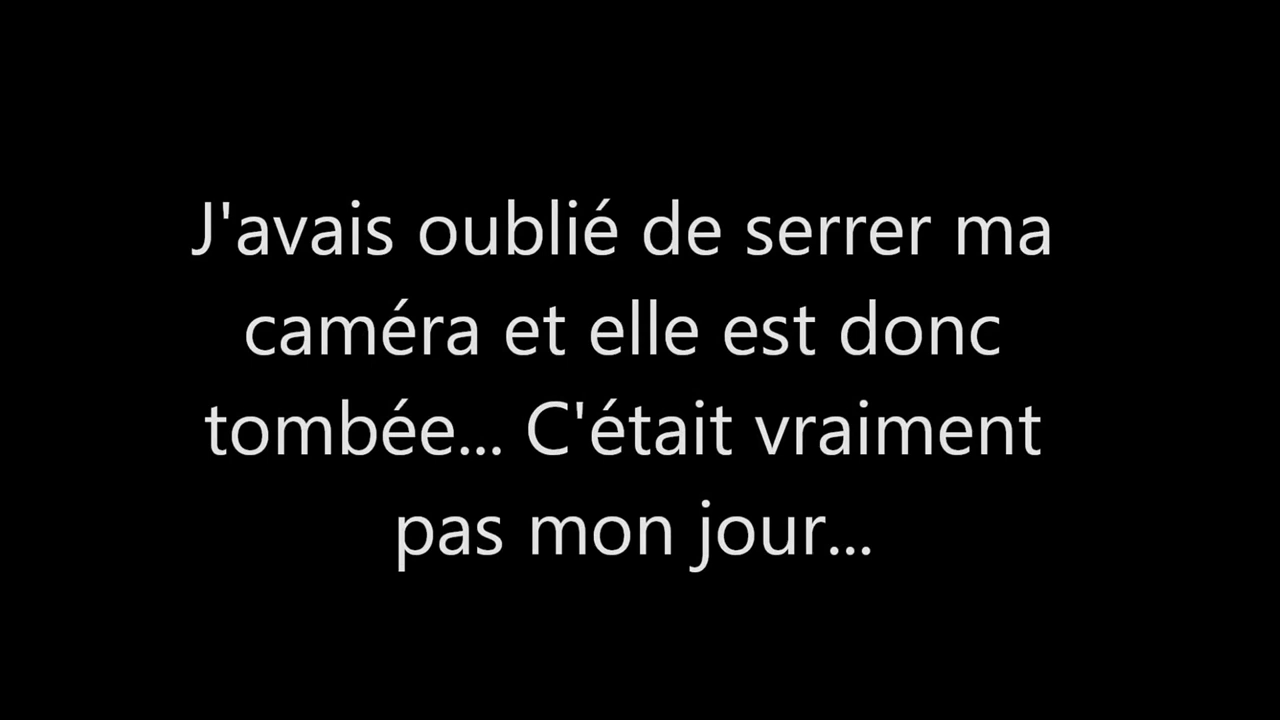 J'avais oublié de serrer ma
caméra et elle est donc
tombée... C'était vraiment
pas mon jour...